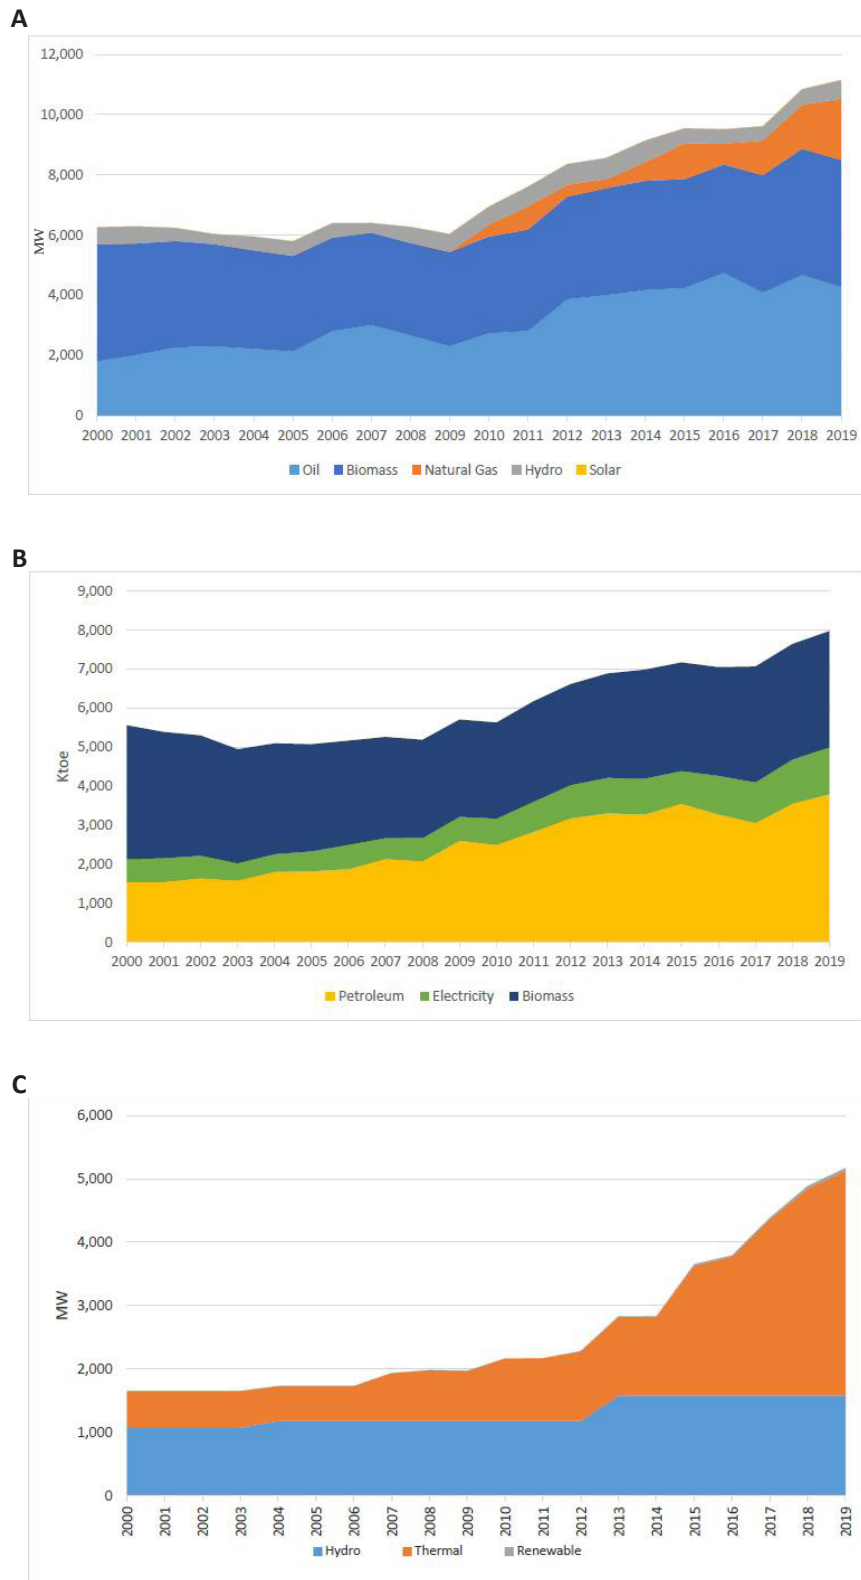 A
12,000
10,000
8,000
6,000
4,000
2,000
0
MW
2000 2001 2002 2003 2004 2005 2006 2007 2008 2009 2010 2011 2012 2013 2014 2015 2016 2017 2018 2019
Oil Biomass Natural Gas Hydro Solar
B
9,000
8,000
7,000
6,000
5,000
4,000
3,000
2,000
1,000
0
Ktoe
2000 2001 2002 2003 2004 2005 2006 2007 2008 2009 2010 2011 2012 2013 2014 2015 2016 2017 2018 2019
Petroleum Electricity Biomass
C
6,000
5,000
4,000
3,000
2,000
1,000
0
MW
2000 2001 2002 2003 2004 2005 2006 2007 2008 2009 2010 2011 2012 2013 2014 2015 2016 2017 2018 2019
Hydro Thermal Renewable